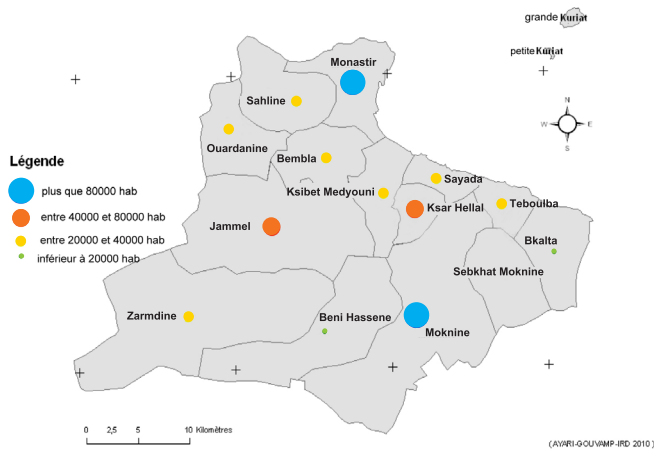 grande Kuriat
petite Kuriat
Monastir
Sahline
N
W E
S
Ouardanine
Bembla
Légende
plus que 80000 hab
entre 40000 et 80000 hab
entre 20000 et 40000 hab
inférieur à 20000 hab
Sayada
Ksibet Medyouni
Teboulba
Ksar Hellal
Jammel
Bkalta
Sebkhat Moknine
Zarmdine
Beni Hassene
Moknine
0 2,5 5 10 Kilomètres
( AYARI-GOUVAMP-IRD 2010 )